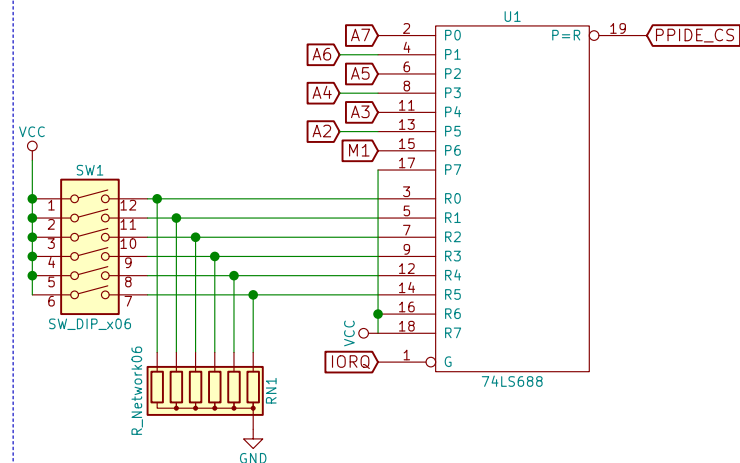 U1
A7 2 P0 P=R 19 PPIDE_CS
A6 4 P1
A5 6 P2
A4 8 P3
A3 11 P4
A2 13 P5
M1 15 P6
17 P7
VCC
SW1
1 12 3 R0
2 11 5 R1
3 10 7 R2
4 9 9 R3
5 8 12 R4
6 7 14 R5
16 R6
SW_DIP_x06
VCC 18 R7
IORQ 1 G
74LS688
R_Network06
RN1
GND